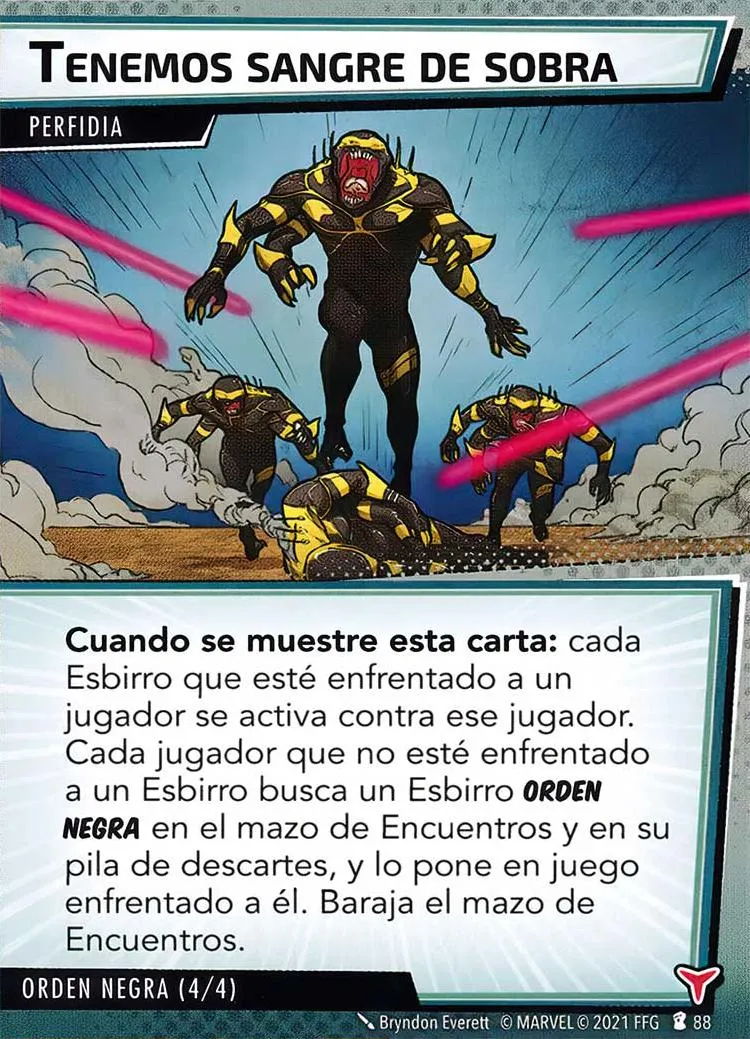 TENEMOS SANGRE DE SOBRA
PERFIDIA
Cuando se muestre esta carta: cada
Esbirro que esté enfrentado a un
jugador se activa contra ese jugador.
Cada jugador que no esté enfrentado
a un Esbirro busca un Esbirro ORDEN
NEGRA en el mazo de Encuentros y en su
pila de descartes, y lo pone en juego
enfrentado a él. Baraja el mazo de
Encuentros.
ORDEN NEGRA (4/4)
Bryndon Everett © MARVEL © 2021 FFG 88